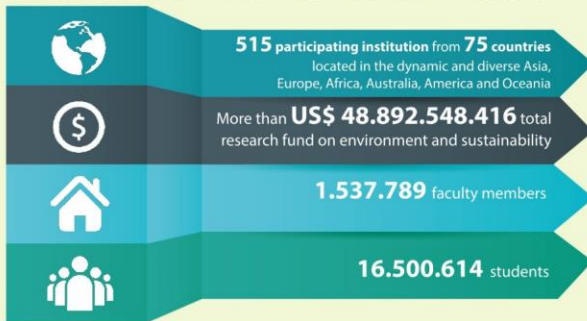 515 participating institution from 75 countries
located in the dynamic and diverse Asia,
Europe, Africa, Australia, America and Oceania
$
More than US$ 48.892.548.416 total
research fund on environment and sustainability
1.537.789 faculty members
16.500.614 students